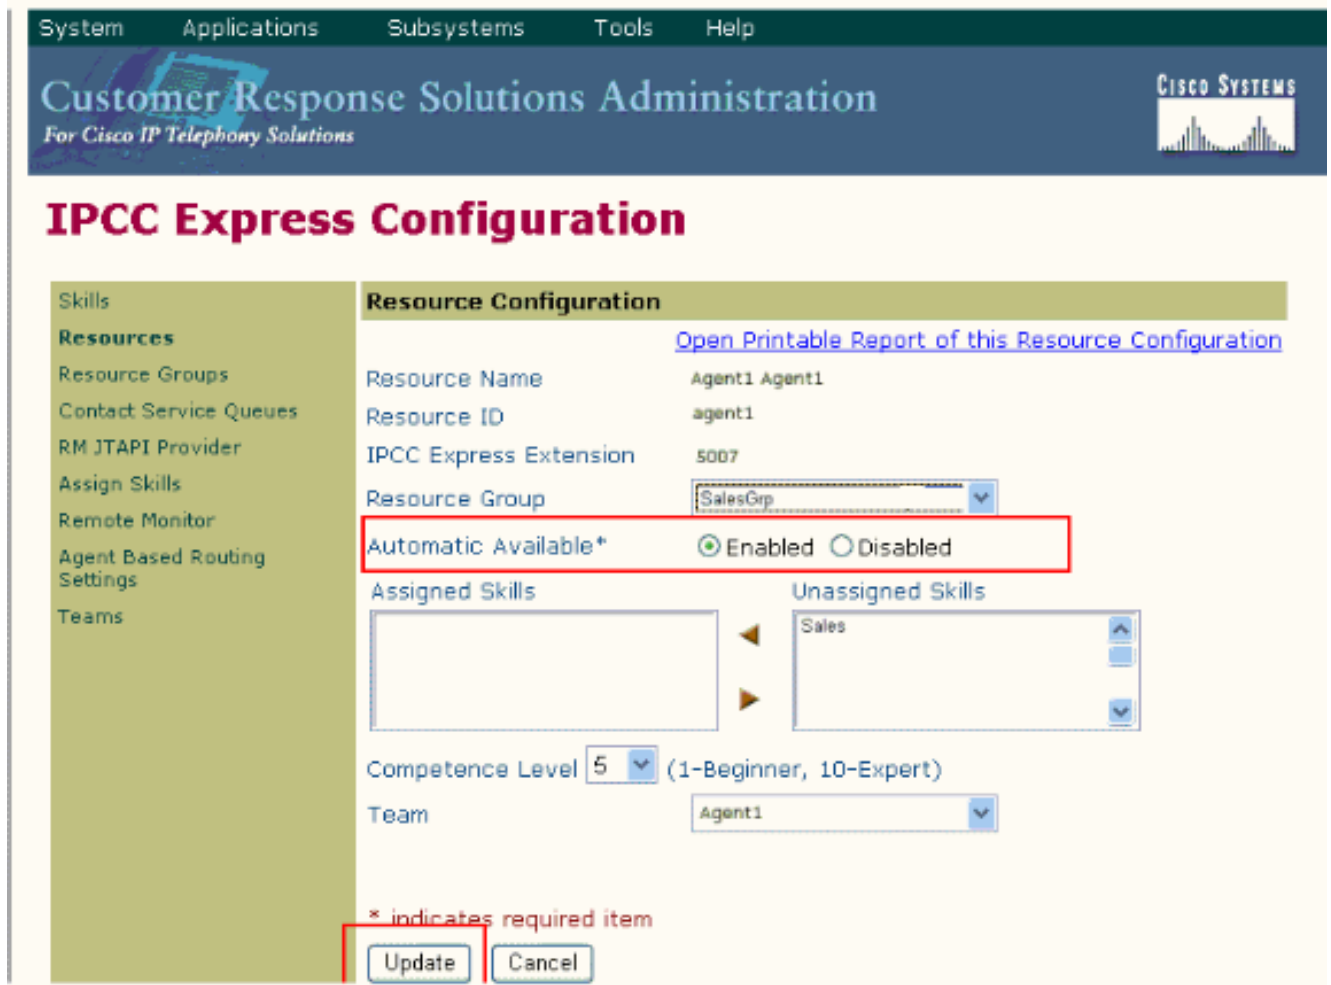 System Applications Subsystems Tools Help
Customer Response Solutions Administration
For Cisco IP Telephony Solutions
CISCO SYSTEMS
IPCC Express Configuration
Skills
Resources
Resource Groups
Contact Service Queues
RM JTAPI Provider
Assign Skills
Remote Monitor
Agent Based Routing
Settings
Teams
Resource Configuration
Open Printable Report of this Resource Configuration
Resource Name Agent1 Agent1
Resource ID agent1
IPCC Express Extension 5007
Resource Group SalesGrp
Automatic Available* Enabled Disabled
Assigned Skills Unassigned Skills
Sales
Competence Level 5 (1-Beginner, 10-Expert)
Team Agent1
* indicates required item
Update Cancel